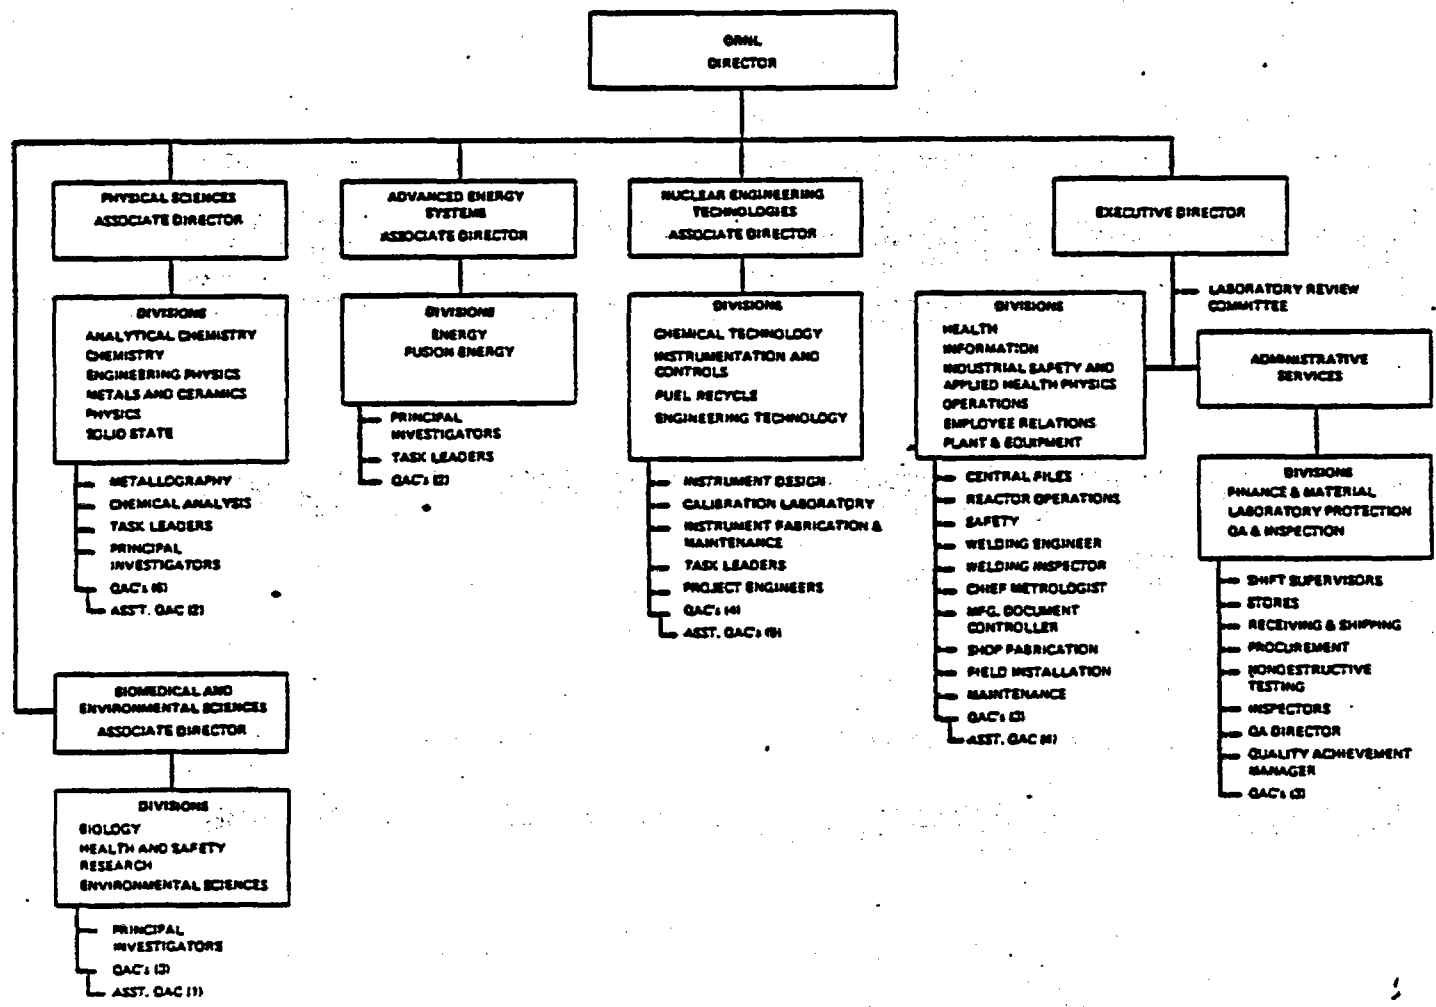 ORNL
DIRECTOR
PHYSICAL SCIENCES
ASSOCIATE DIRECTOR
ADVANCED ENERGY
SYSTEMS
ASSOCIATE DIRECTOR
NUCLEAR ENGINEERING
TECHNOLOGIES
ASSOCIATE DIRECTOR
EXECUTIVE DIRECTOR
LABORATORY REVIEW
COMMITTEE
DIVISIONS
ANALYTICAL CHEMISTRY
CHEMISTRY
ENGINEERING PHYSICS
METALS AND CERAMICS
PHYSICS
SOLID STATE
METALLOGRAPHY
CHEMICAL ANALYSIS
TASK LEADERS
PRINCIPAL
INVESTIGATORS
QAC's (6)
ASST. QAC (2)
DIVISIONS
ENERGY
FUSION ENERGY
PRINCIPAL
INVESTIGATORS
TASK LEADERS
QAC's (2)
DIVISIONS
CHEMICAL TECHNOLOGY
INSTRUMENTATION AND
CONTROLS
FUEL RECYCLE
ENGINEERING TECHNOLOGY
INSTRUMENT DESIGN
CALIBRATION LABORATORY
INSTRUMENT FABRICATION &
MAINTENANCE
TASK LEADERS
PROJECT ENGINEERS
QAC's (4)
ASST. QAC's
DIVISIONS
HEALTH
INFORMATION
INDUSTRIAL SAFETY AND
APPLIED HEALTH PHYSICS
OPERATIONS
EMPLOYEE RELATIONS
PLANT & EQUIPMENT
CENTRAL FILES
REACTOR OPERATIONS
SAFETY
WELDING ENGINEER
WELDING INSPECTOR
CHIEF METROLOGIST
MFG. DOCUMENT
CONTROLLER
SHOP FABRICATION
FIELD INSTALLATION
MAINTENANCE
QAC's (3)
ASST. QAC
ADMINISTRATIVE
SERVICES
DIVISIONS
FINANCE & MATERIAL
LABORATORY PROTECTION
QA & INSPECTION
SHIFT SUPERVISORS
STORES
RECEIVING & SHIPPING
PROCUREMENT
NONDESTRUCTIVE
TESTING
INSPECTORS
QA DIRECTOR
QUALITY ACHIEVEMENT
MANAGER
QAC's (3)
BIOMEDICAL AND
ENVIRONMENTAL SCIENCES
ASSOCIATE DIRECTOR
DIVISIONS
BIOLOGY
HEALTH AND SAFETY
RESEARCH
ENVIRONMENTAL SCIENCES
PRINCIPAL
INVESTIGATORS
QAC's (3)
ASST. QAC (1)